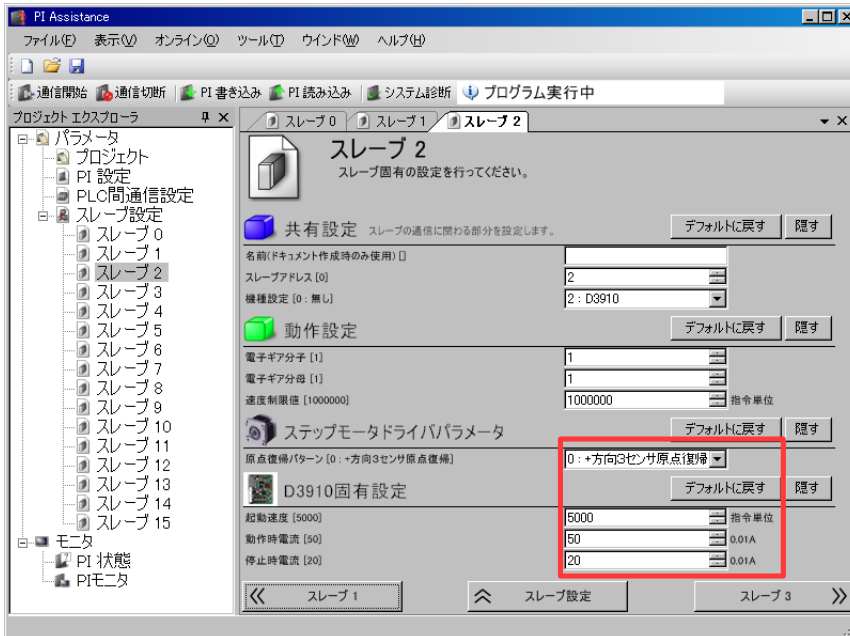 PI Assistance
ファイル(F) 表示(V) オンライン(O) ツール(T) ウインド(W) ヘルプ(H)
通信開始 通信切断 PI 書き込み PI 読み込み システム診断 プログラム実行中
プロジェクト エクスプローラ
パラメータ
プロジェクト
PI 設定
PLC間通信設定
スレーブ設定
スレーブ 0
スレーブ 1
スレーブ 2
スレーブ 3
スレーブ 4
スレーブ 5
スレーブ 6
スレーブ 7
スレーブ 8
スレーブ 9
スレーブ 10
スレーブ 11
スレーブ 12
スレーブ 13
スレーブ 14
スレーブ 15
モニタ
PI 状態
PIモニタ
スレーブ 0 スレーブ 1 スレーブ 2
スレーブ 2
スレーブ固有の設定を行ってください。
共有設定 スレーブの通信に関わる部分を設定します。 デフォルトに戻す 隠す
名前(ドキュメント作成時のみ使用) []
スレーブアドレス [0] 2
機種設定 [0 : 無し] 2 : D3910
動作設定 デフォルトに戻す 隠す
電子ギア分子 [1] 1
電子ギア分母 [1] 1
速度制限値 [1000000] 1000000 指令単位
ステップモータドライバパラメータ デフォルトに戻す 隠す
原点復帰パターン [0 : +方向3センサ原点復帰] 0 : +方向3センサ原点復帰
D3910固有設定 デフォルトに戻す 隠す
起動速度 [5000] 5000 指令単位
動作時電流 [50] 50 0.01A
停止時電流 [20] 20 0.01A
スレーブ 1 スレーブ設定 スレーブ 3